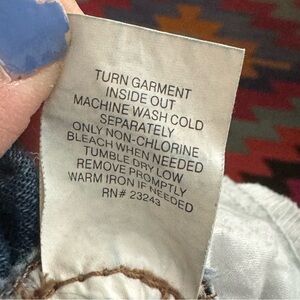 TURN GARMENT
INSIDE OUT
MACHINE WASH COLD
SEPARATELY
ONLY NON-CHLORINE
BLEACH WHEN NEEDED
TUMBLE DRY LOW
REMOVE PROMPTLY
WARM IRON IF NEEDED
RN# 23243